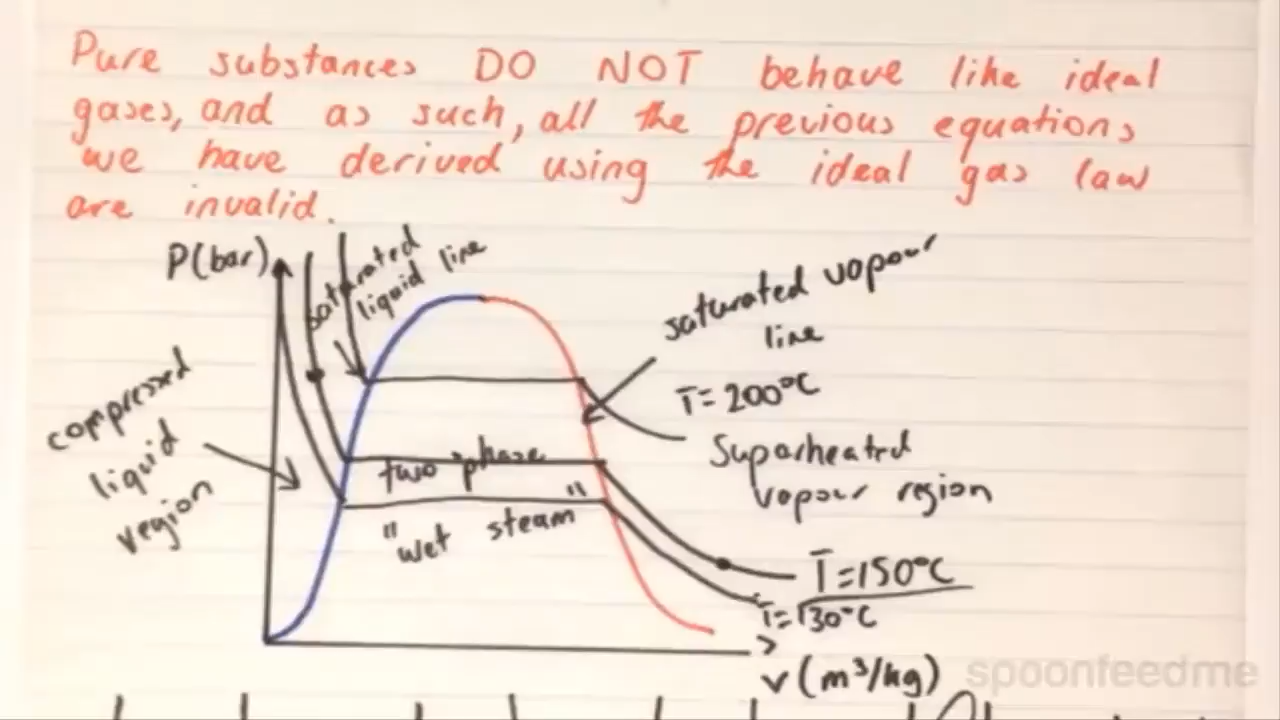 Pure substances DO NOT behave like ideal
gases, and as such, all the previous equations
we have derived using the ideal gas law
are invalid.
P(bar)
saturated
liquid line
saturated vapour
line
T=200°C
compressed
liquid
region
two phase
"wet steam"
Superheated
vapour region
T=150°C
T=130°C
v (m³/kg)
spoonfeedme